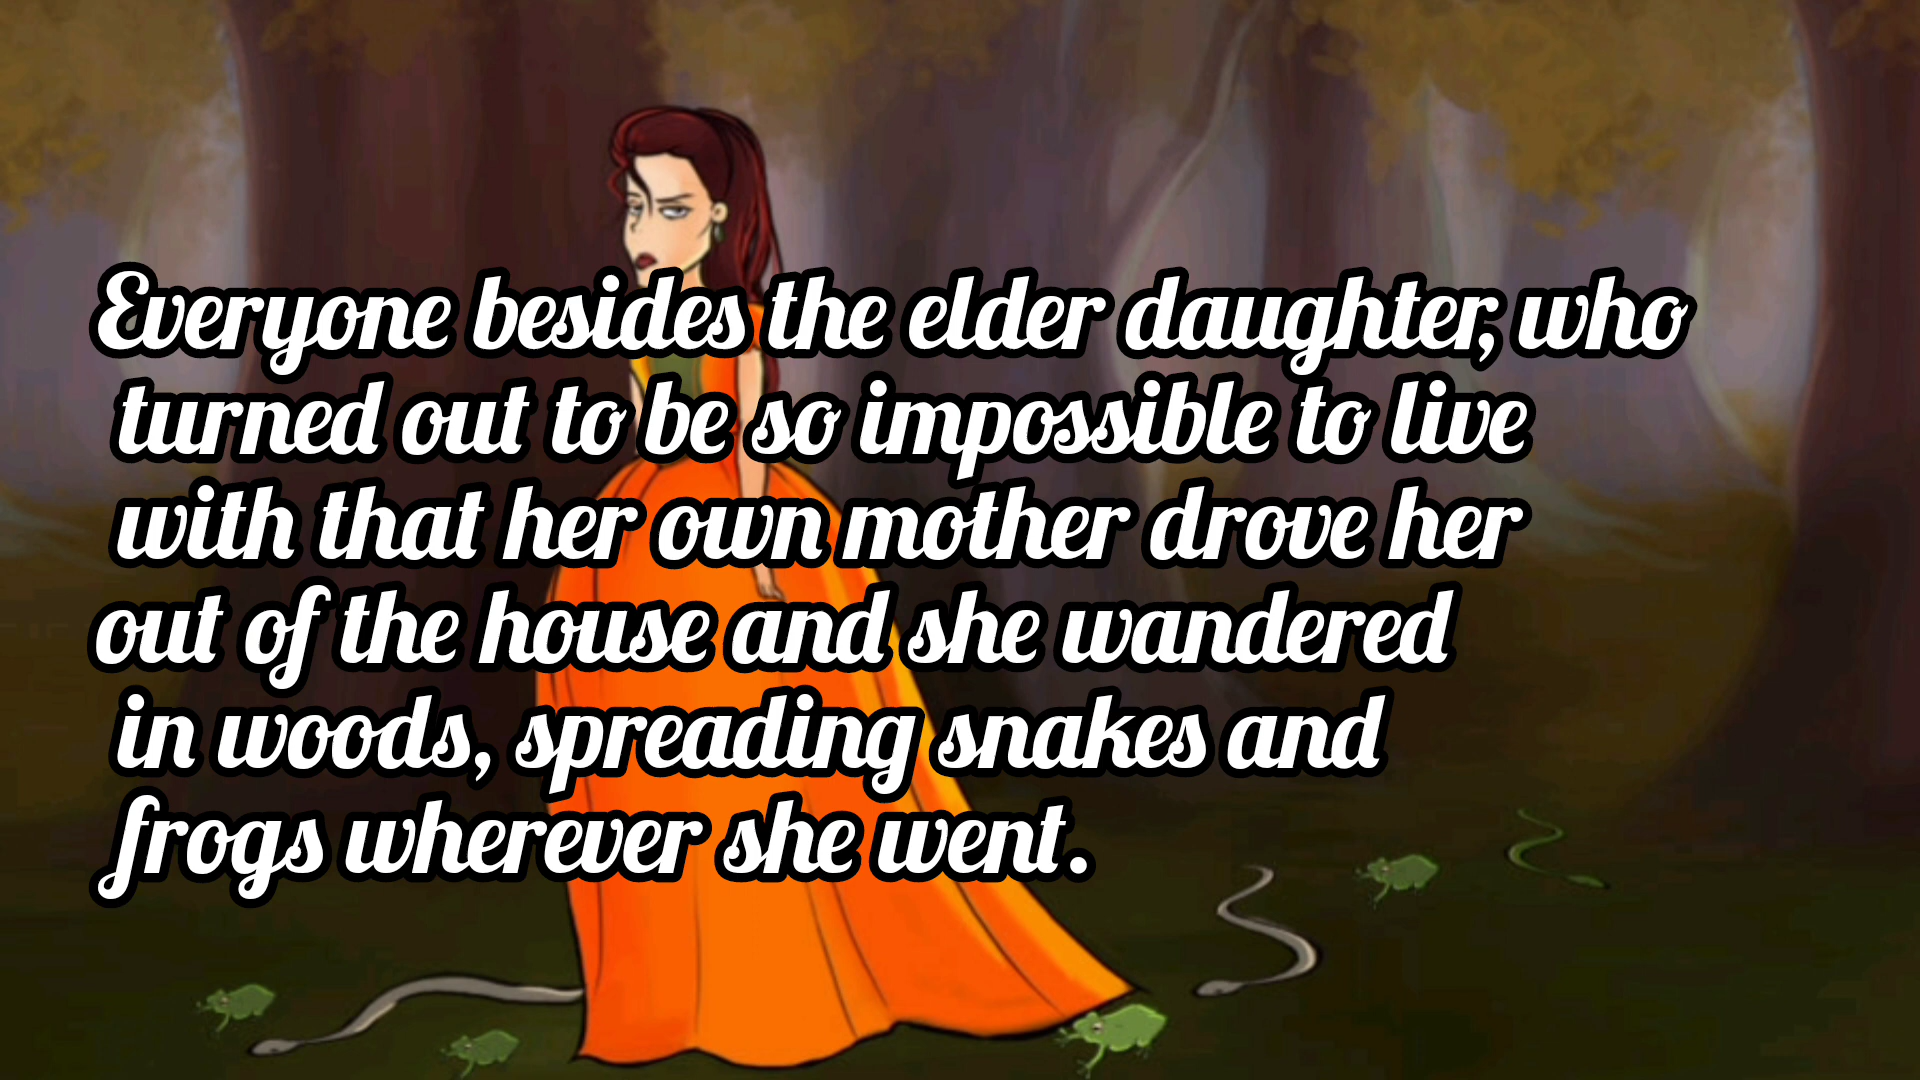 Everyone besides the elder daughter, who
turned out to be so impossible to live
with that her own mother drove her
out of the house and she wandered
in woods, spreading snakes and
frogs wherever she went.